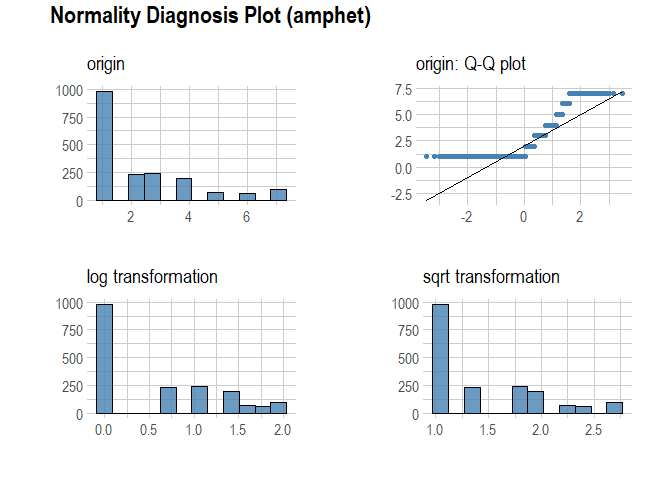 Normality Diagnosis Plot (amphet)
origin
1000
750
500
250
0
2 4 6
origin: Q-Q plot
7.5
5.0
2.5
0.0
-2.5
-2 0 2
log transformation
1000
750
500
250
0
0.0 0.5 1.0 1.5 2.0
sqrt transformation
1000
750
500
250
0
1.0 1.5 2.0 2.5